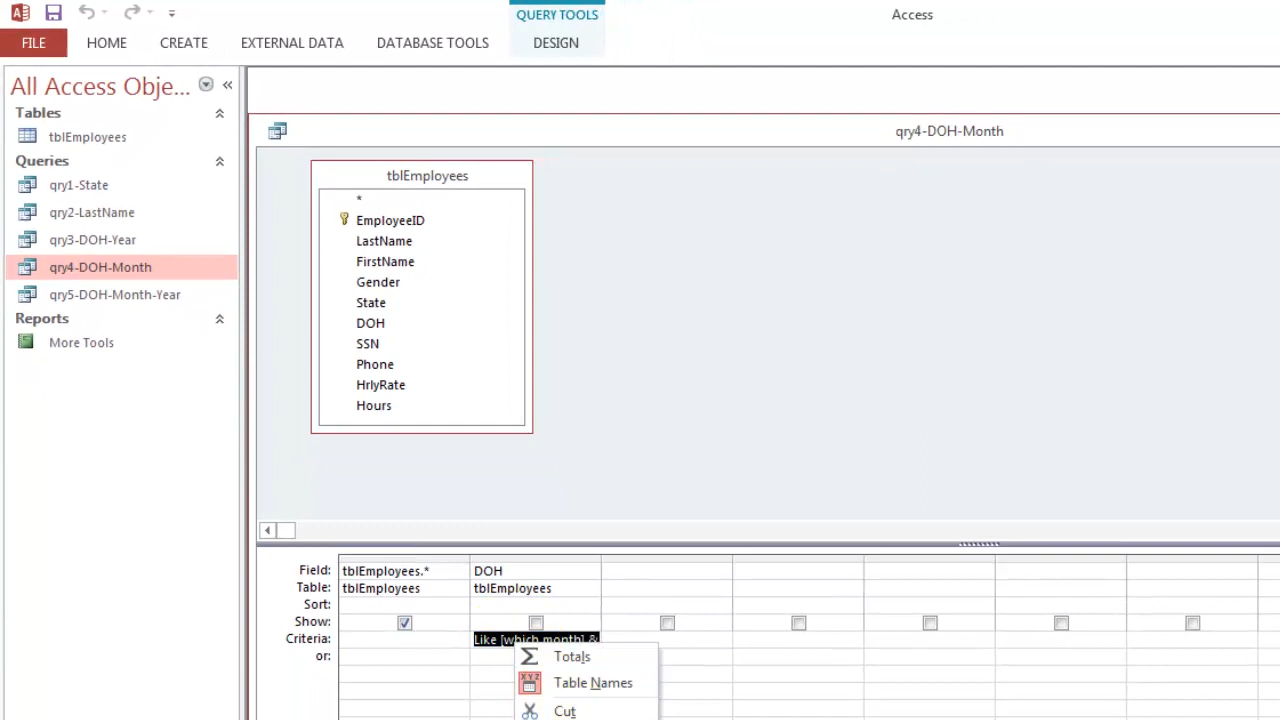 QUERY TOOLS
Access
FILE HOME CREATE EXTERNAL DATA DATABASE TOOLS DESIGN
All Access Obje...
Tables
tblEmployees
Queries
qry1-State
qry2-LastName
qry3-DOH-Year
qry4-DOH-Month
qry5-DOH-Month-Year
Reports
More Tools
qry4-DOH-Month
tblEmployees
*
EmployeeID
LastName
FirstName
Gender
State
DOH
SSN
Phone
HrlyRate
Hours
Field: tblEmployees.* DOH
Table: tblEmployees tblEmployees
Sort:
Show:
Criteria: Like [which month] &
or:
Totals
XYZ Table Names
Cut